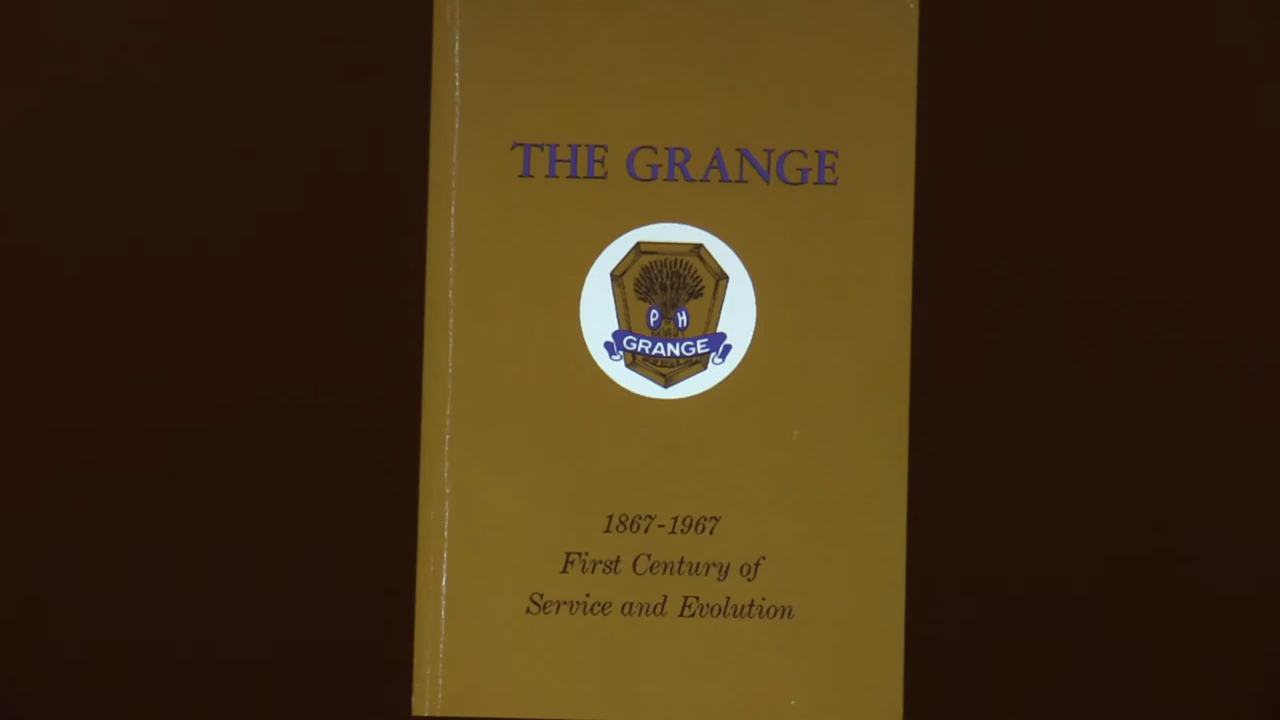 THE GRANGE
P H
GRANGE
1867-1967
First Century of
Service and Evolution